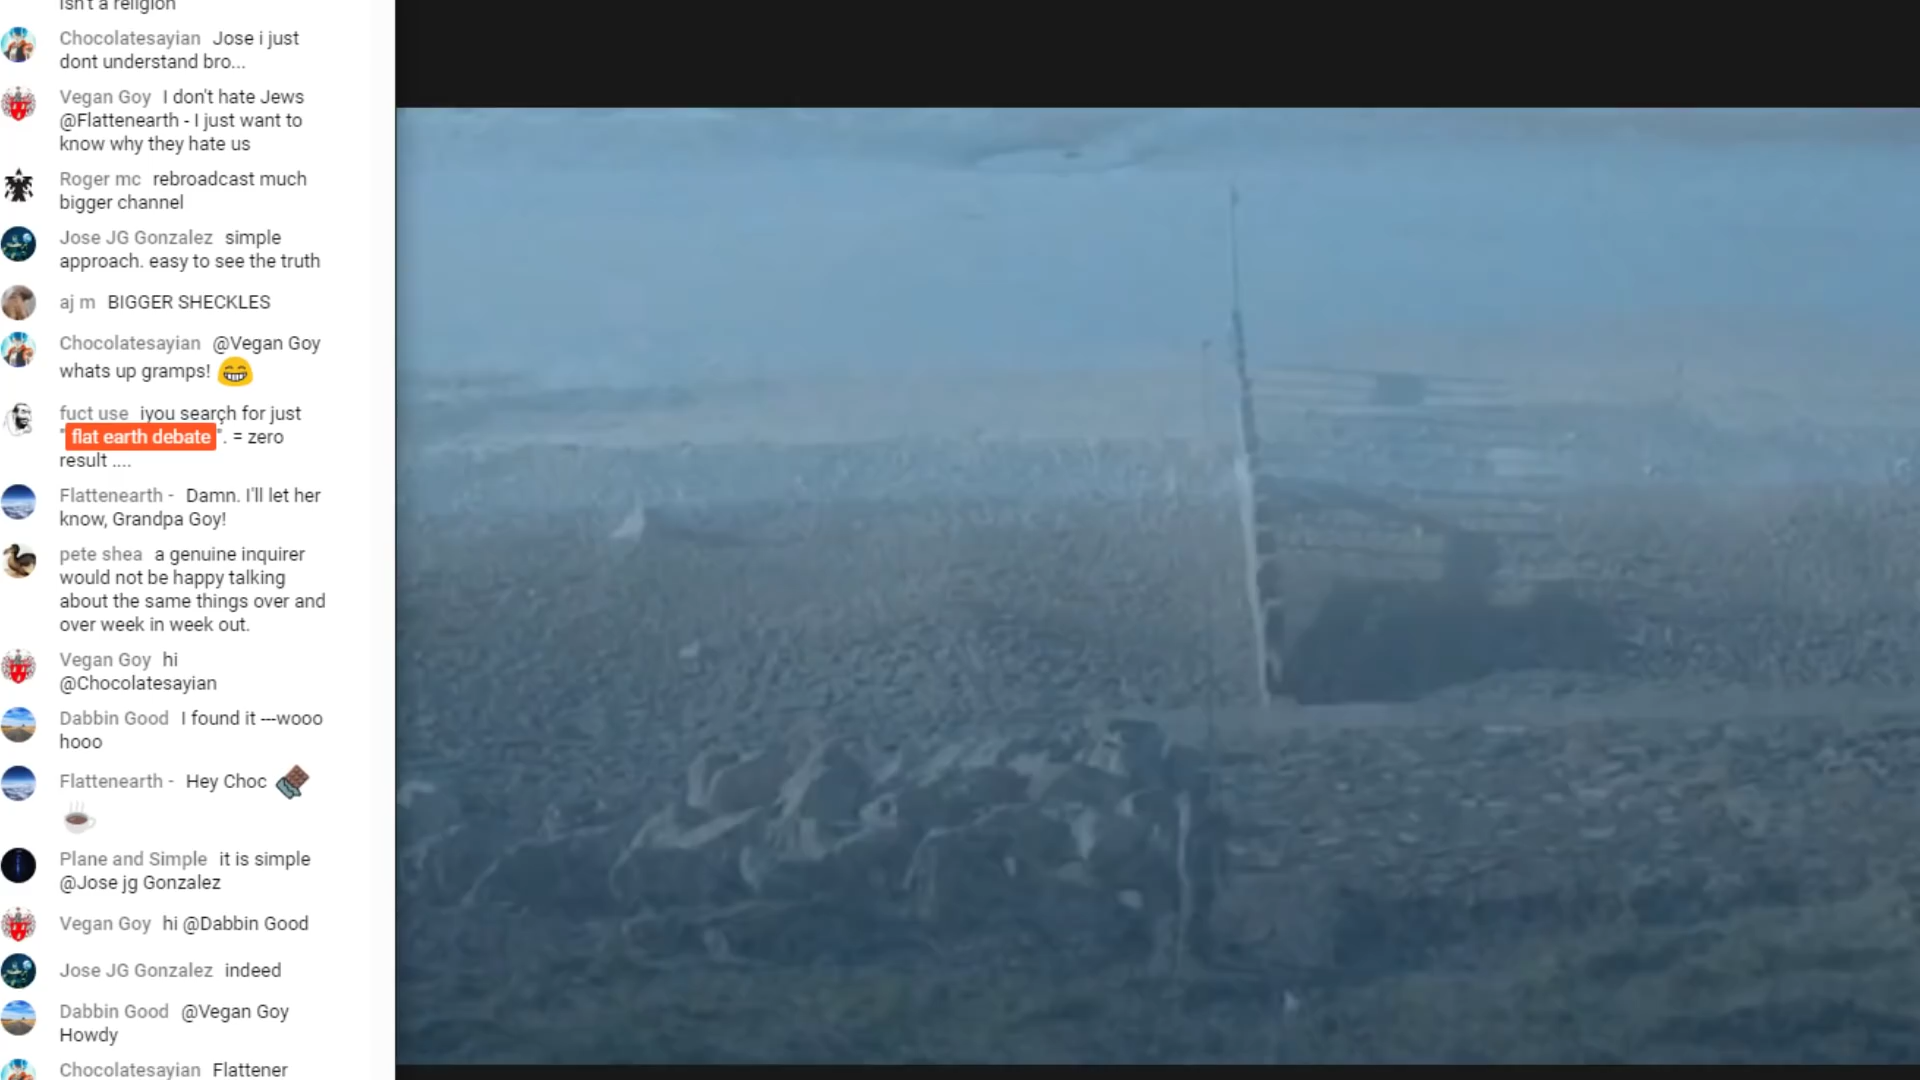 isn't a religion
Chocolatesayian Jose i just
dont understand bro...
Vegan Goy I don't hate Jews
@Flattenearth - I just want to
know why they hate us
Roger mc rebroadcast much
bigger channel
Jose JG Gonzalez simple
approach. easy to see the truth
aj m BIGGER SHECKLES
Chocolatesayian @Vegan Goy
whats up gramps!
fuct use iyou search for just
" flat earth debate ". = zero
result ....
Flattenearth - Damn. I'll let her
know, Grandpa Goy!
pete shea a genuine inquirer
would not be happy talking
about the same things over and
over week in week out.
Vegan Goy hi
@Chocolatesayian
Dabbin Good I found it ---wooo
hooo
Flattenearth - Hey Choc
Plane and Simple it is simple
@Jose jg Gonzalez
Vegan Goy hi @Dabbin Good
Jose JG Gonzalez indeed
Dabbin Good @Vegan Goy
Howdy
Chocolatesayian Flattener